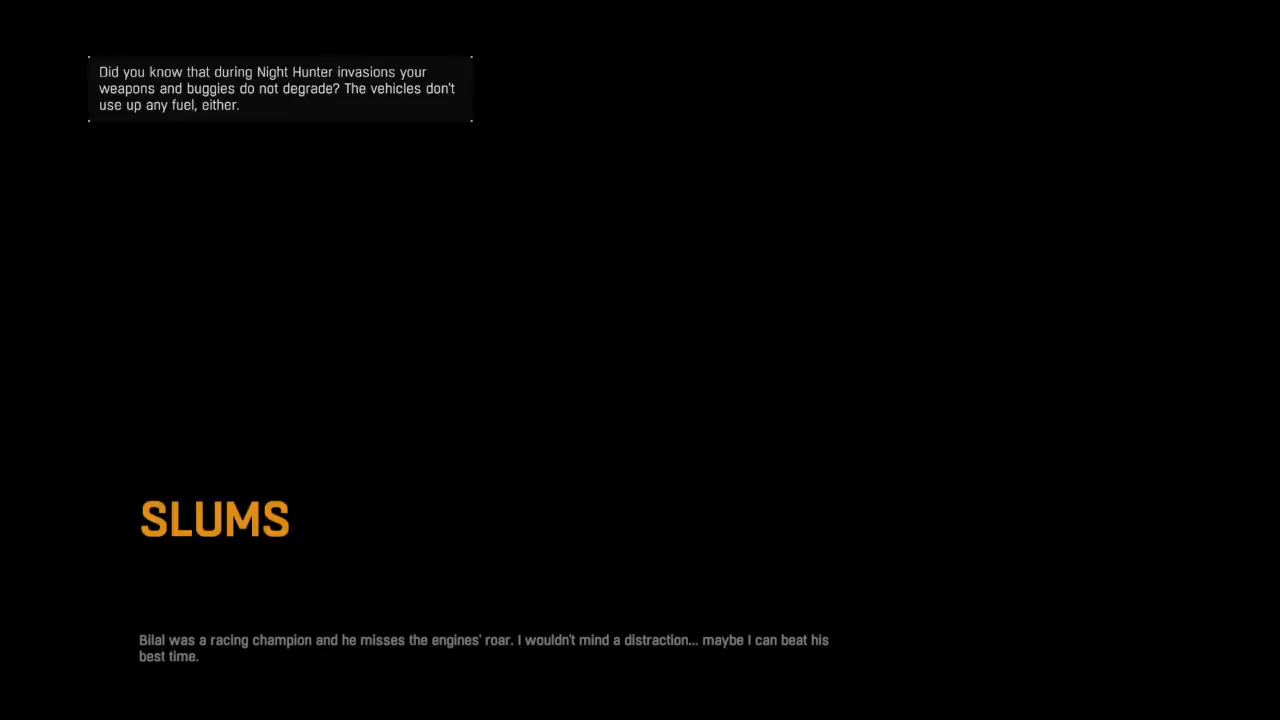 Did you know that during Night Hunter invasions your
weapons and buggies do not degrade? The vehicles don't
use up any fuel, either.
SLUMS
Bilal was a racing champion and he misses the engines' roar. I wouldn't mind a distraction... maybe I can beat his
best time.